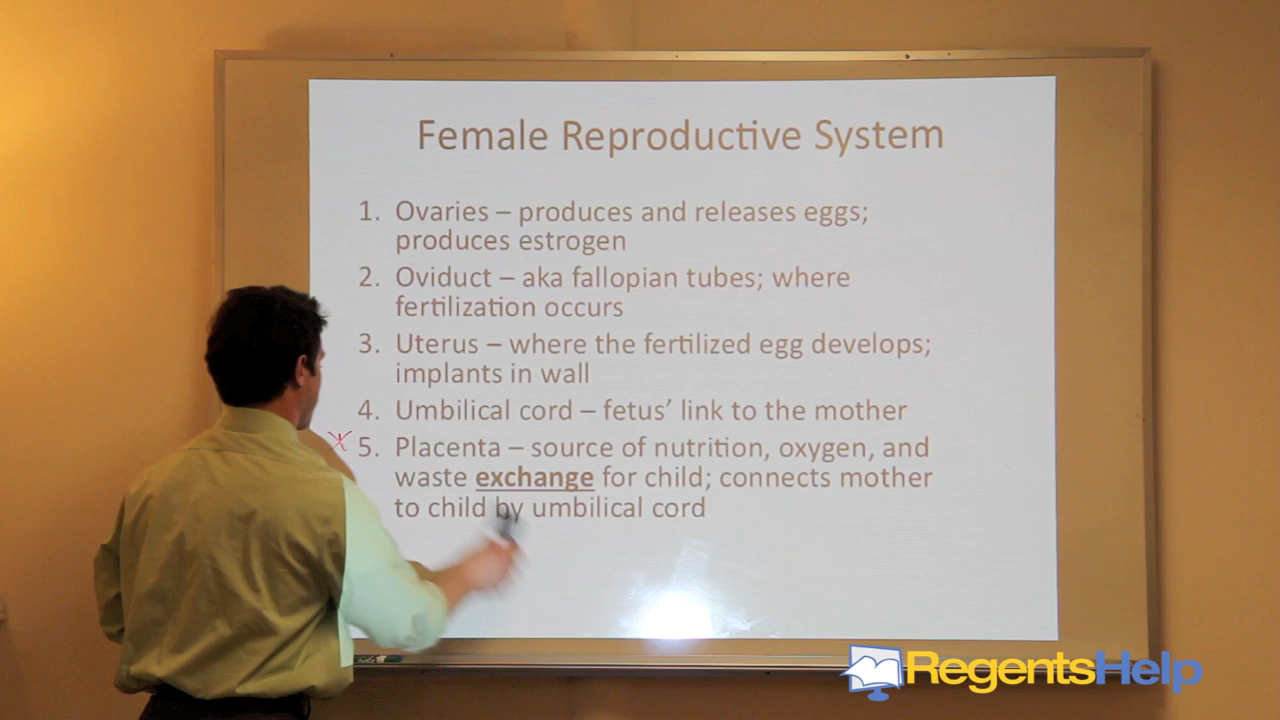 Female Reproductive System
1. Ovaries – produces and releases eggs;
produces estrogen
2. Oviduct – aka fallopian tubes; where
fertilization occurs
3. Uterus – where the fertilized egg develops;
implants in wall
4. Umbilical cord – fetus’ link to the mother
5. Placenta – source of nutrition, oxygen, and
waste exchange for child; connects mother
to child by umbilical cord
RegentsHelp